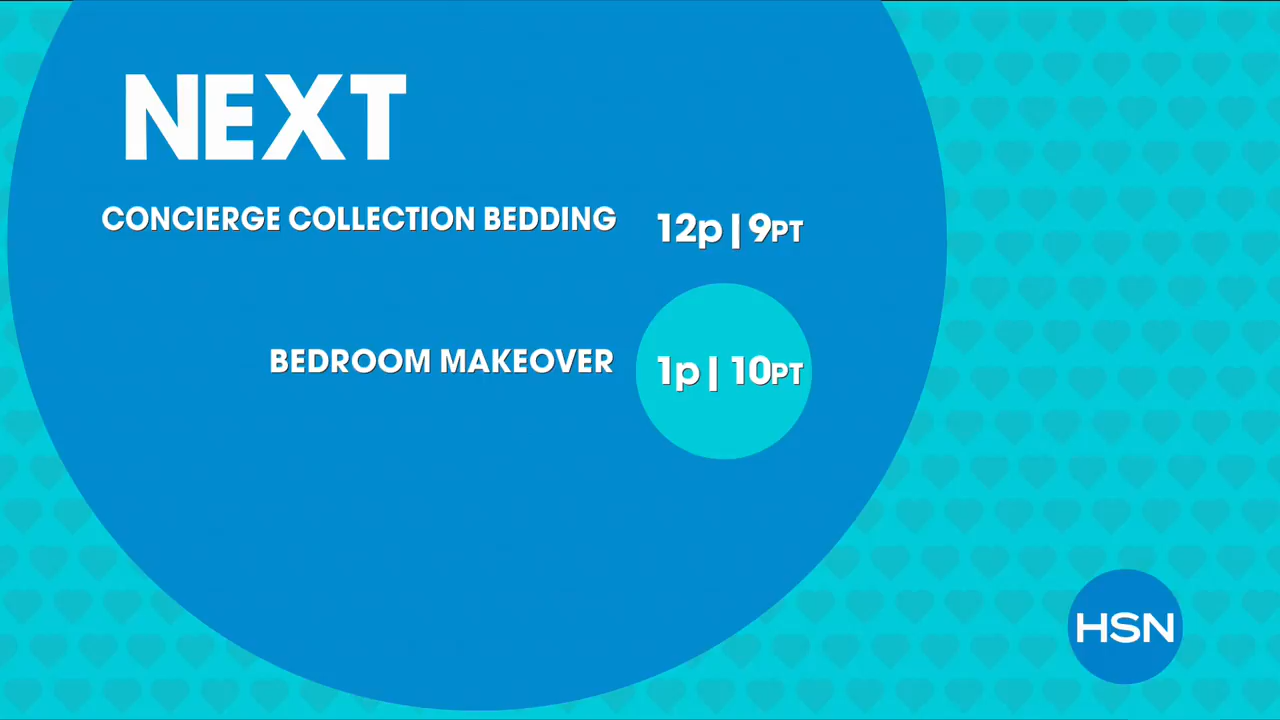 NEXT
CONCIERGE COLLECTION BEDDING 12p | 9PT
BEDROOM MAKEOVER 1p | 10PT
HSN